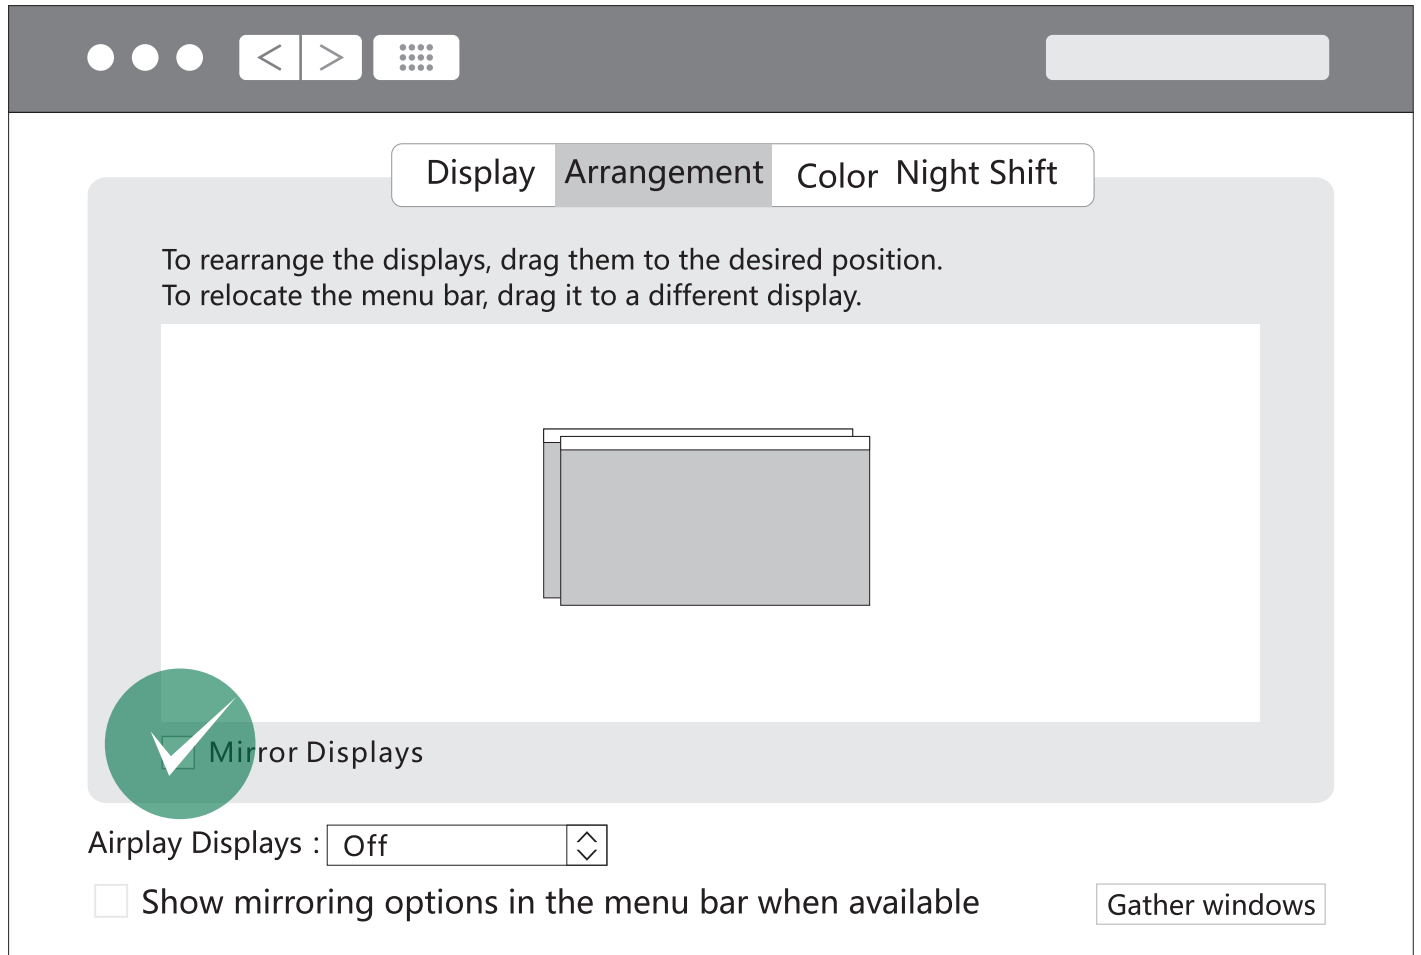 Display Arrangement Color Night Shift
To rearrange the displays, drag them to the desired position.
To relocate the menu bar, drag it to a different display.
Mirror Displays
Airplay Displays : Off
Show mirroring options in the menu bar when available
Gather windows